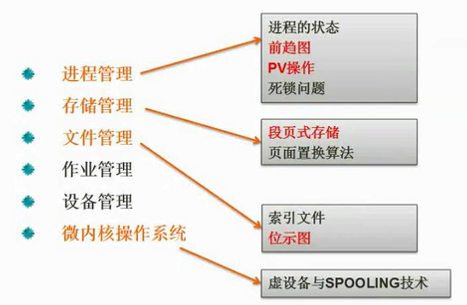 进程管理
存储管理
文件管理
作业管理
设备管理
微内核操作系统
进程的状态
前趋图
PV操作
死锁问题
段页式存储
页面置换算法
索引文件
位示图
虚设备与SPOOLING技术